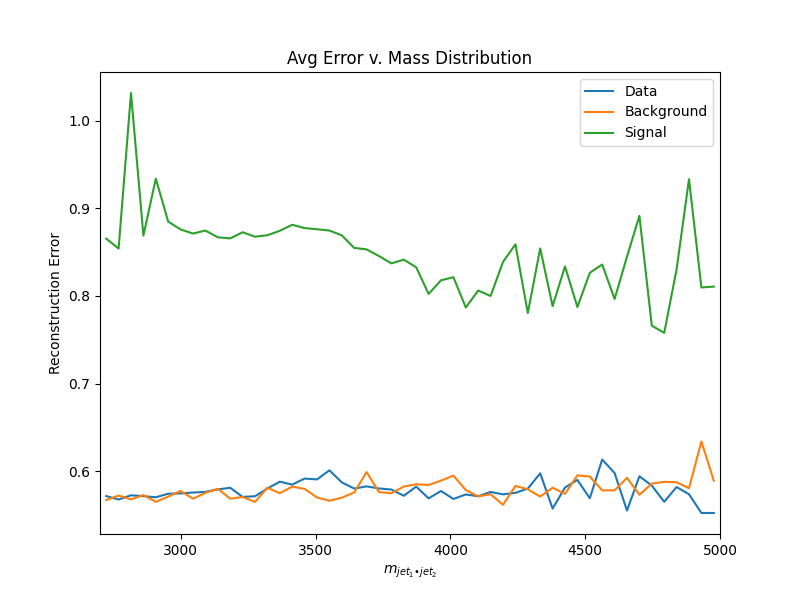 Avg Error v. Mass Distribution
Data
Background
Signal
Reconstruction Error
1.0
0.9
0.8
0.7
0.6
3000 3500 4000 4500 5000
m_{jet_1•jet_2}